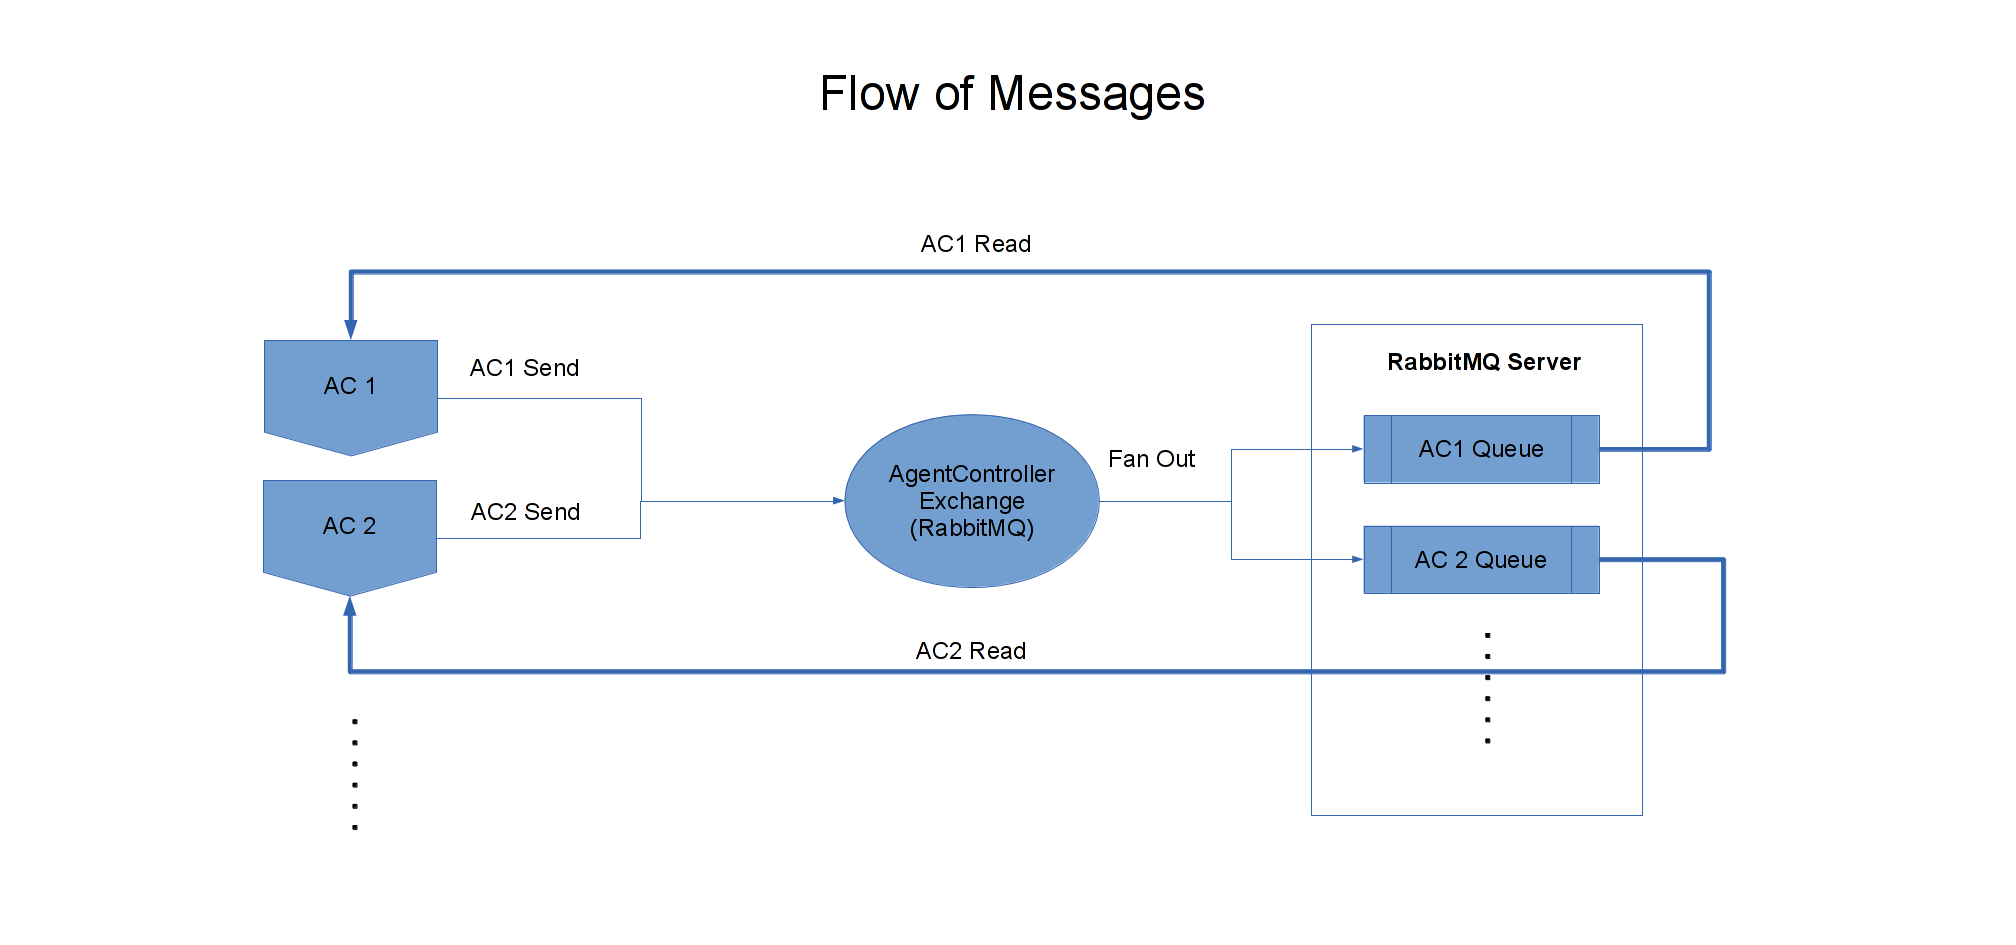 Flow of Messages
AC1 Read
AC 1
AC1 Send
RabbitMQ Server
AC 2
AC2 Send
AgentController
Exchange
(RabbitMQ)
Fan Out
AC1 Queue
AC 2 Queue
AC2 Read